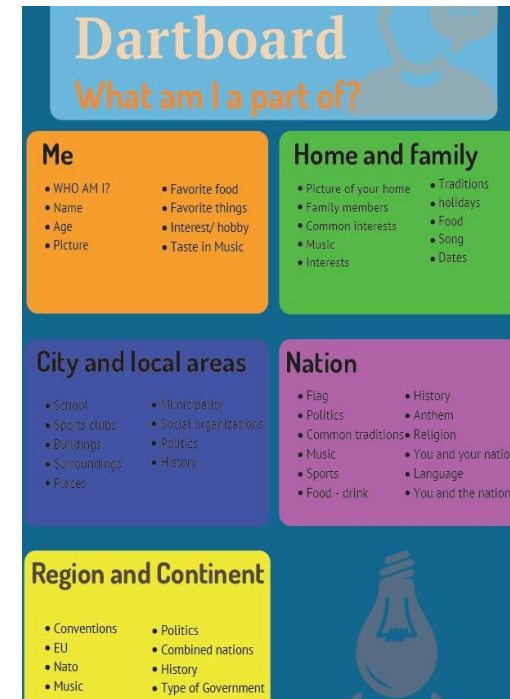 Dartboard
What am I a part of?
Me
• WHO AM I?
• Name
• Age
• Picture
• Favorite food
• Favorite things
• Interest/ hobby
• Taste in Music
Home and family
• Picture of your home
• Family members
• Common interests
• Music
• Interests
• Traditions
• holidays
• Food
• Song
• Dates
City and local areas
• School
• Sports clubs
• Buildings
• Surroundings
• Places
• Municipality
• Social organizations
• Politics
• History
Nation
• Flag
• Politics
• Common traditions
• Music
• Sports
• Food - drink
• History
• Anthem
• Religion
• You and your natio
• Language
• You and the nation
Region and Continent
• Conventions
• EU
• Nato
• Music
• Politics
• Combined nations
• History
• Type of Government